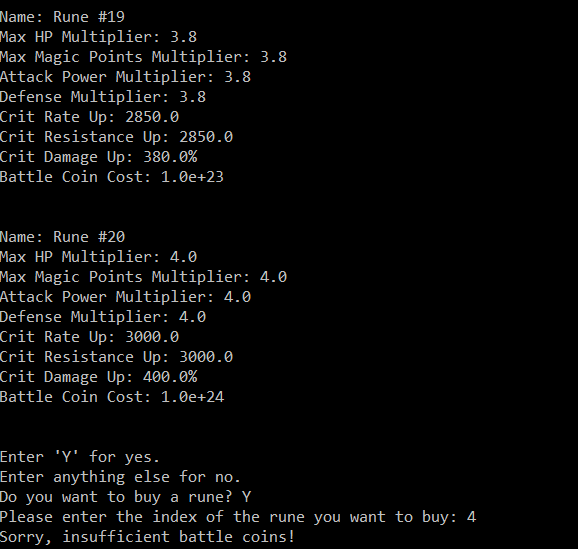 Name: Rune #19
Max HP Multiplier: 3.8
Max Magic Points Multiplier: 3.8
Attack Power Multiplier: 3.8
Defense Multiplier: 3.8
Crit Rate Up: 2850.0
Crit Resistance Up: 2850.0
Crit Damage Up: 380.0%
Battle Coin Cost: 1.0e+23
Name: Rune #20
Max HP Multiplier: 4.0
Max Magic Points Multiplier: 4.0
Attack Power Multiplier: 4.0
Defense Multiplier: 4.0
Crit Rate Up: 3000.0
Crit Resistance Up: 3000.0
Crit Damage Up: 400.0%
Battle Coin Cost: 1.0e+24
Enter 'Y' for yes.
Enter anything else for no.
Do you want to buy a rune? Y
Please enter the index of the rune you want to buy: 4
Sorry, insufficient battle coins!